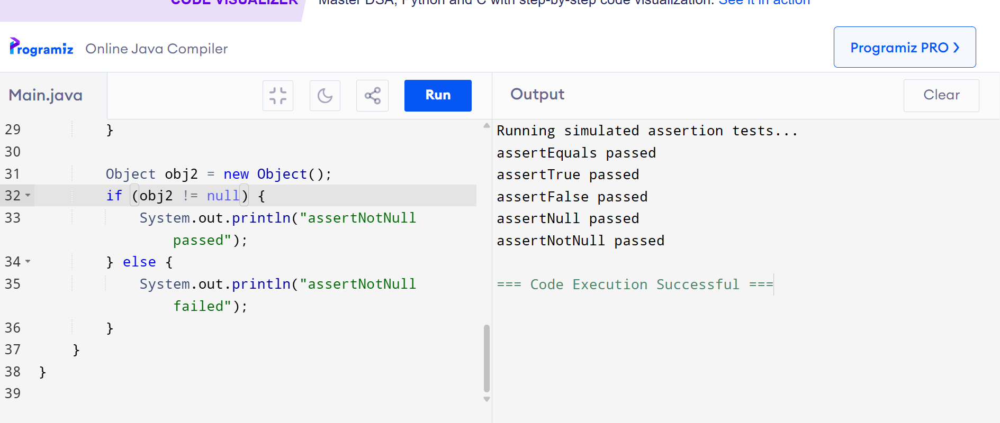 CODE VISUALIZER Master DSA, Python and C with step-by-step code visualization. See it in action
Programiz Online Java Compiler
Programiz PRO ❯
Main.java
Run
Output
Clear
29 }
30
31 Object obj2 = new Object();
32 if (obj2 != null) {
33 System.out.println("assertNotNull
passed");
34 } else {
35 System.out.println("assertNotNull
failed");
36 }
37 }
38 }
39
Running simulated assertion tests...
assertEquals passed
assertTrue passed
assertFalse passed
assertNull passed
assertNotNull passed
=== Code Execution Successful ===